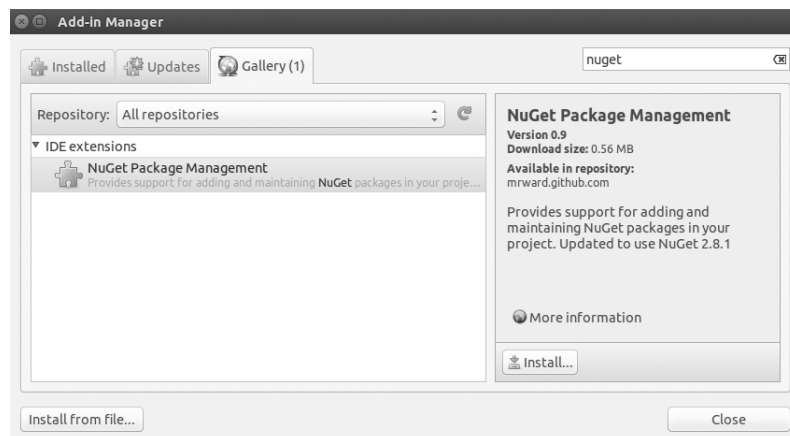 Add-in Manager
Installed
Updates
Gallery (1)
nuget
Repository:
All repositories
IDE extensions
NuGet Package Management
Provides support for adding and maintaining NuGet packages in your proje...
NuGet Package Management
Version 0.9
Download size: 0.56 MB
Available in repository:
mrward.github.com
Provides support for adding and
maintaining NuGet packages in your
project. Updated to use NuGet 2.8.1
More information
Install...
Install from file...
Close